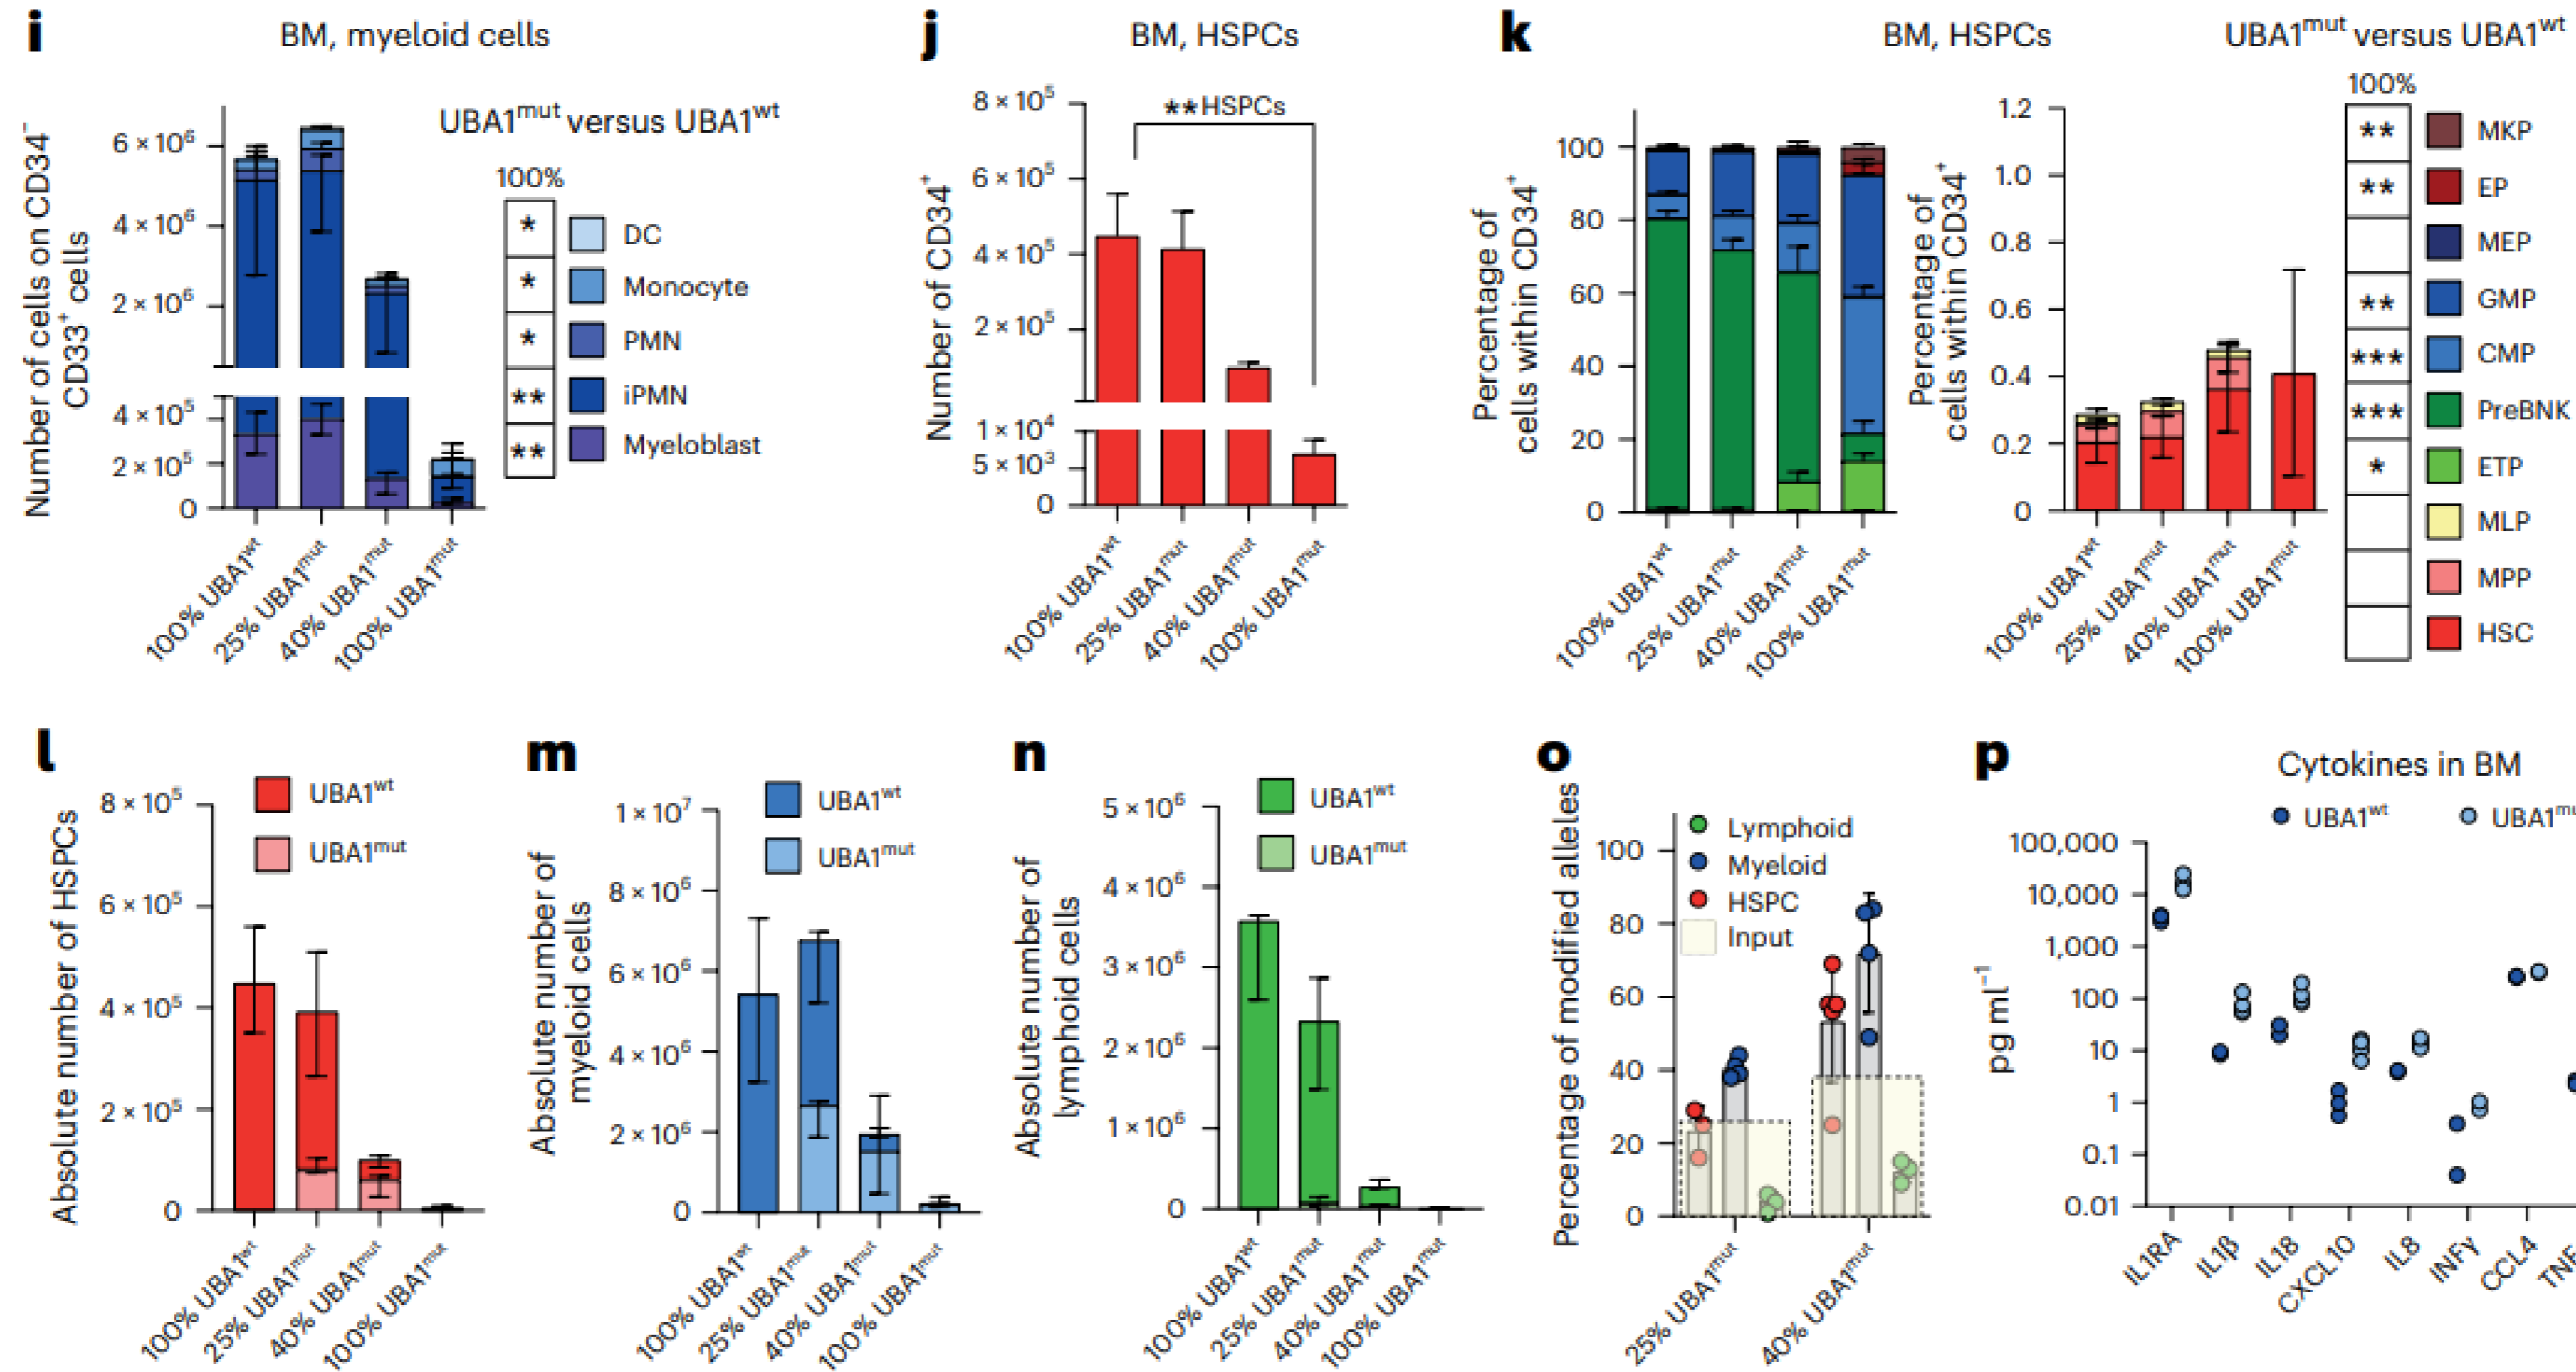 i
BM, myeloid cells
Number of cells on CD34⁻
CD33⁺ cells
6 × 10⁶
4 × 10⁶
2 × 10⁶
4 × 10⁵
2 × 10⁵
0
100% UBA1ʷᵗ
25% UBA1ᵐᵘᵗ
40% UBA1ᵐᵘᵗ
100% UBA1ᵐᵘᵗ
UBA1ᵐᵘᵗ versus UBA1ʷᵗ
100%
* DC
* Monocyte
* PMN
** iPMN
** Myeloblast
j
BM, HSPCs
Number of CD34⁺
8 × 10⁵
6 × 10⁵
4 × 10⁵
2 × 10⁵
1 × 10⁴
5 × 10³
0
**HSPCs
100% UBA1ʷᵗ
25% UBA1ᵐᵘᵗ
40% UBA1ᵐᵘᵗ
100% UBA1ᵐᵘᵗ
k
BM, HSPCs
Percentage of
cells within CD34⁺
100
80
60
40
20
0
100% UBA1ʷᵗ
25% UBA1ᵐᵘᵗ
40% UBA1ᵐᵘᵗ
100% UBA1ᵐᵘᵗ
Percentage of
cells within CD34⁺
1.2
1.0
0.8
0.6
0.4
0.2
0
100% UBA1ʷᵗ
25% UBA1ᵐᵘᵗ
40% UBA1ᵐᵘᵗ
100% UBA1ᵐᵘᵗ
UBA1ᵐᵘᵗ versus UBA1ʷᵗ
100%
** MKP
** EP
MEP
** GMP
*** CMP
*** PreBNK
* ETP
MLP
MPP
HSC
l
Absolute number of HSPCs
UBA1ʷᵗ
UBA1ᵐᵘᵗ
8 × 10⁵
6 × 10⁵
4 × 10⁵
2 × 10⁵
0
100% UBA1ʷᵗ
25% UBA1ᵐᵘᵗ
40% UBA1ᵐᵘᵗ
100% UBA1ᵐᵘᵗ
m
Absolute number of
myeloid cells
UBA1ʷᵗ
UBA1ᵐᵘᵗ
1 × 10⁷
8 × 10⁶
6 × 10⁶
4 × 10⁶
2 × 10⁶
0
100% UBA1ʷᵗ
25% UBA1ᵐᵘᵗ
40% UBA1ᵐᵘᵗ
100% UBA1ᵐᵘᵗ
n
Absolute number of
lymphoid cells
UBA1ʷᵗ
UBA1ᵐᵘᵗ
5 × 10⁶
4 × 10⁶
3 × 10⁶
2 × 10⁶
1 × 10⁶
0
100% UBA1ʷᵗ
25% UBA1ᵐᵘᵗ
40% UBA1ᵐᵘᵗ
100% UBA1ᵐᵘᵗ
o
Percentage of modified alleles
Lymphoid
Myeloid
HSPC
Input
100
80
60
40
20
0
25% UBA1ᵐᵘᵗ
40% UBA1ᵐᵘᵗ
p
Cytokines in BM
UBA1ʷᵗ
UBA1ᵐᵘ
pg ml⁻¹
100,000
10,000
1,000
100
10
1
0.1
0.01
IL1RA
IL1β
IL18
CXCL10
IL8
INFγ
CCL4
TNF